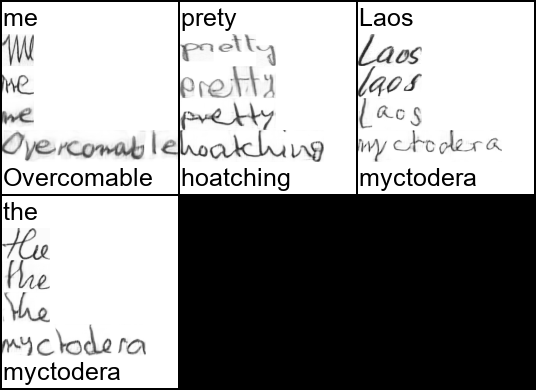 me
me
me
me
Overcomable
Overcomable
prety
pretty
pretty
pretty
hoatching
hoatching
Laos
Laos
laos
Laos
myctodera
myctodera
the
the
the
the
myctodera
myctodera